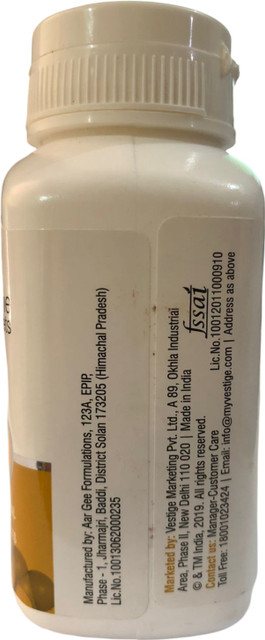 Manufactured by: Aar Gee Formulations, 123A, EPIP,
Phase - 1, Jharmajri, Baddi, District Solan 173205 (Himachal Pradesh)
Lic.No.10013062000235
Marketed by: Vestige Marketing Pvt. Ltd., A 89, Okhla Industrial
Area, Phase II, New Delhi 110 020 | Made in India
© & TM India, 2019. All rights reserved.
fssai
Lic.No.10012011000910
Contact us: Manager-Customer Care
Toll Free: 18001023424 | Email: info@myvestige.com | Address as above